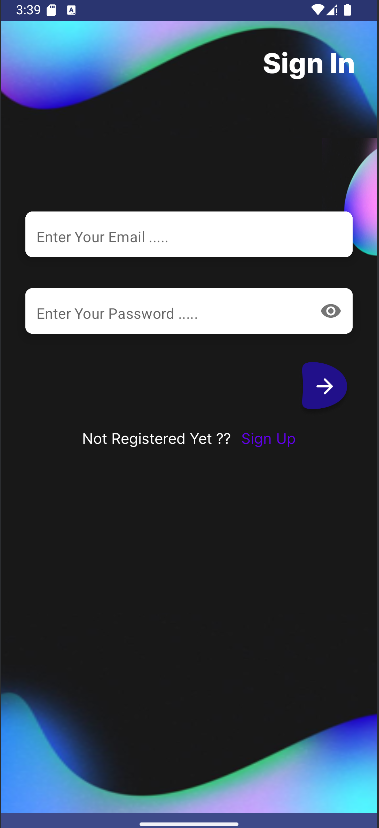 3:39
Sign In
Enter Your Email .....
Enter Your Password .....
Not Registered Yet ?? Sign Up